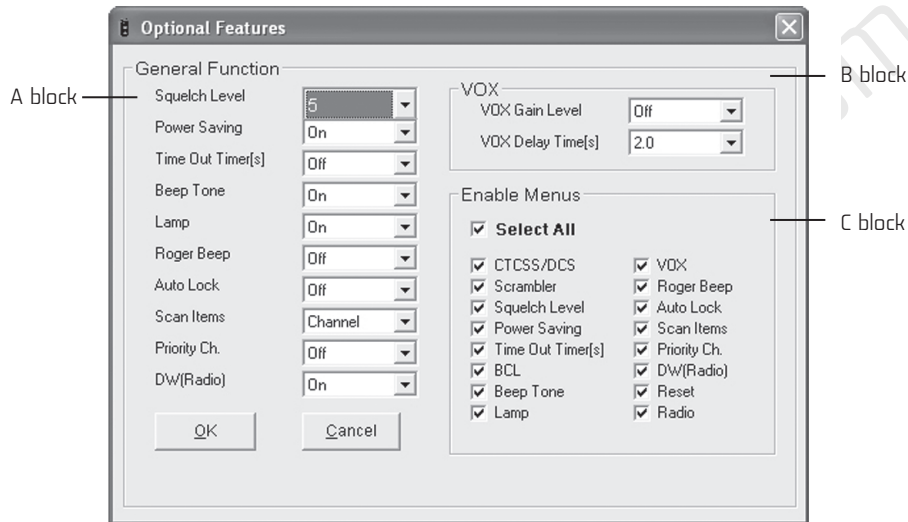 Optional Features
General Function
A block
B block
C block
Squelch Level 5
Power Saving On
Time Out Timer[s] Off
Beep Tone On
Lamp On
Roger Beep Off
Auto Lock Off
Scan Items Channel
Priority Ch. Off
DW(Radio) On
OK Cancel
VOX
VOX Gain Level Off
VOX Delay Time[s] 2.0
Enable Menus
Select All
CTCSS/DCS VOX
Scrambler Roger Beep
Squelch Level Auto Lock
Power Saving Scan Items
Time Out Timer[s] Priority Ch.
BCL DW(Radio)
Beep Tone Reset
Lamp Radio